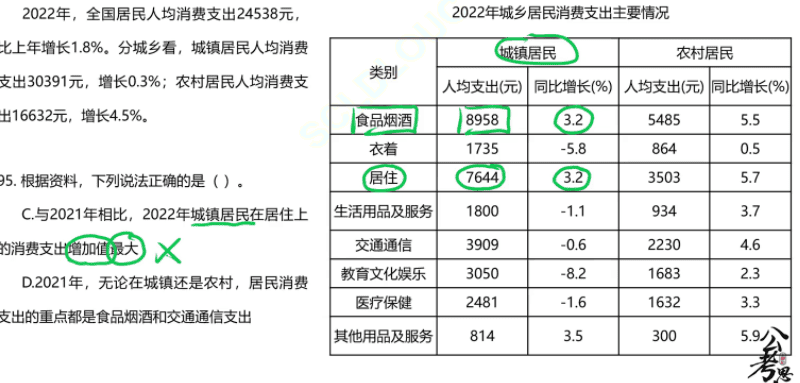 2022年，全国居民人均消费支出24538元，
比上年增长1.8%。分城乡看，城镇居民人均消费
支出30391元，增长0.3%；农村居民人均消费支
出16632元，增长4.5%。
95. 根据资料，下列说法正确的是（ ）。
C.与2021年相比，2022年城镇居民在居住上
的消费支出增加值最大
D.2021年，无论在城镇还是农村，居民消费
支出的重点都是食品烟酒和交通通信支出
2022年城乡居民消费支出主要情况
类别 城镇居民 农村居民
人均支出(元) 同比增长(%) 人均支出(元) 同比增长(%)
食品烟酒 8958 3.2 5485 5.5
衣着 1735 -5.8 864 0.5
居住 7644 3.2 3503 5.7
生活用品及服务 1800 -1.1 934 3.7
交通通信 3909 -0.6 2230 4.6
教育文化娱乐 3050 -8.2 1683 2.3
医疗保健 2481 -1.6 1632 3.3
其他用品及服务 814 3.5 300 5.9
公考
思